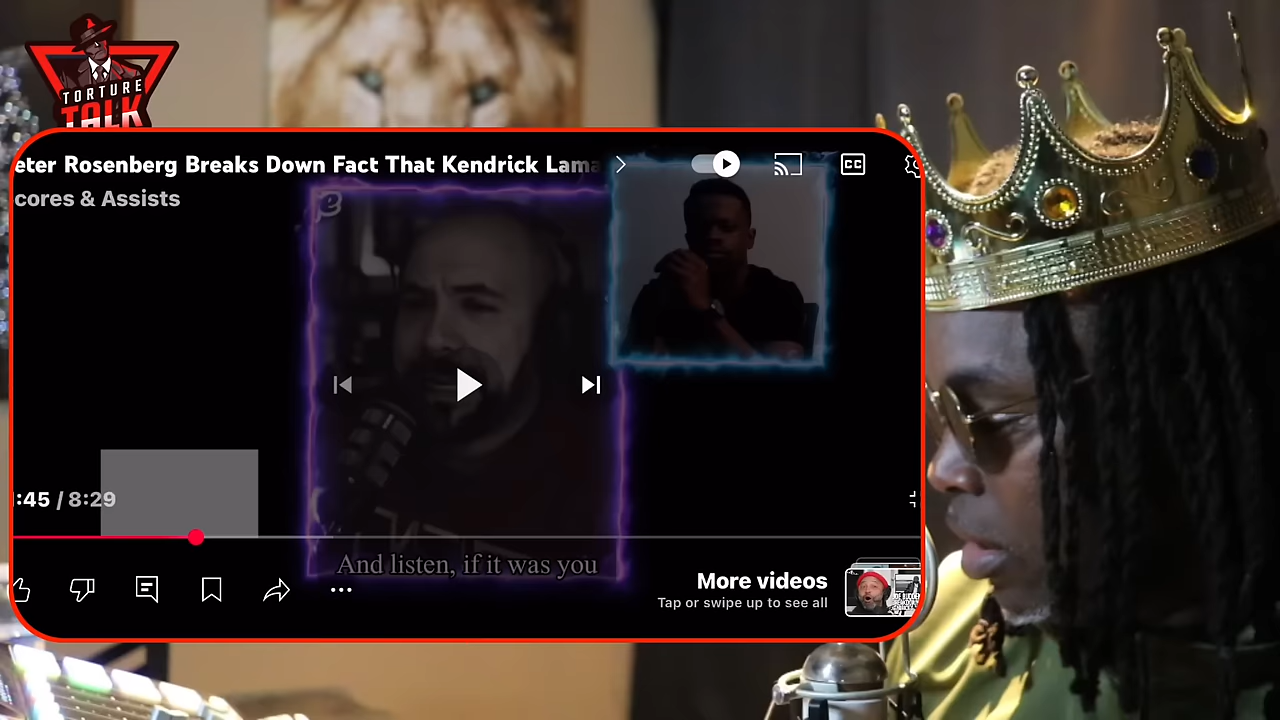 TORTURE
TALK
eter Rosenberg Breaks Down Fact That Kendrick Lama
cores & Assists
CC
:45 / 8:29
And listen, if it was you
More videos
Tap or swipe up to see all